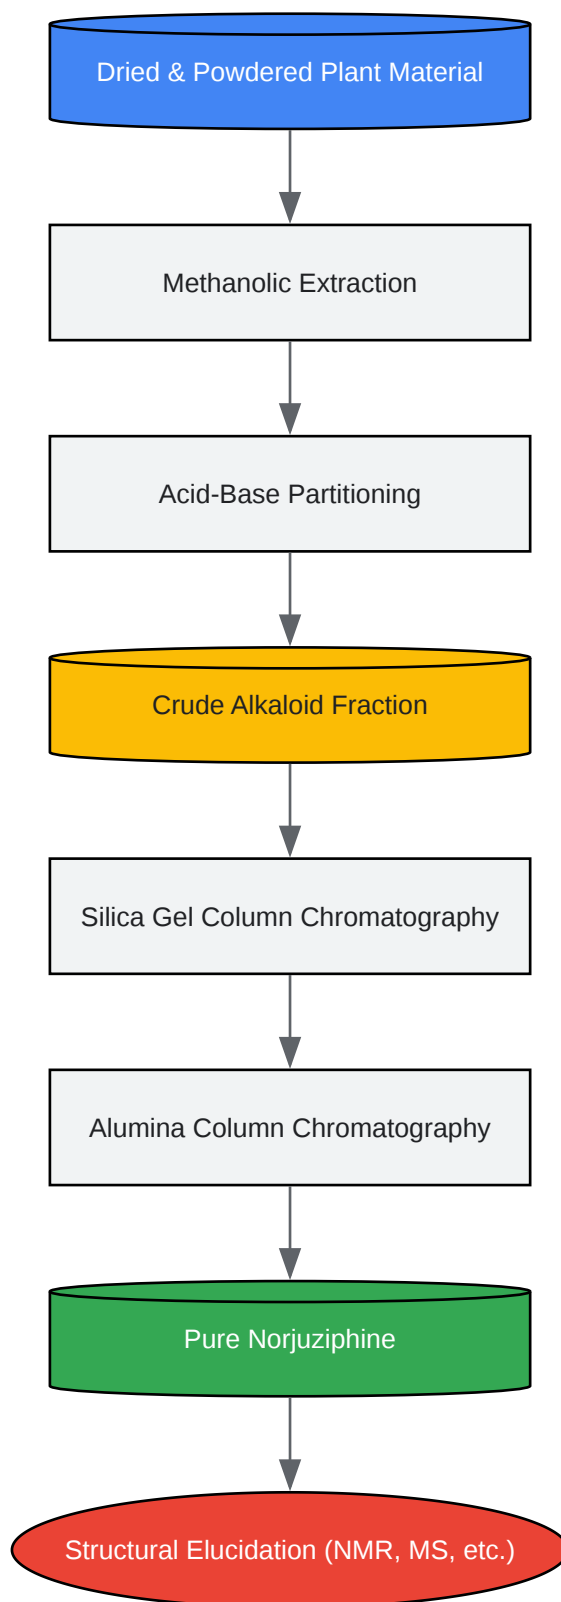 Dried & Powdered Plant Material
Methanolic Extraction
Acid-Base Partitioning
Crude Alkaloid Fraction
Silica Gel Column Chromatography
Alumina Column Chromatography
Pure Norjuziphine
Structural Elucidation (NMR, MS, etc.)